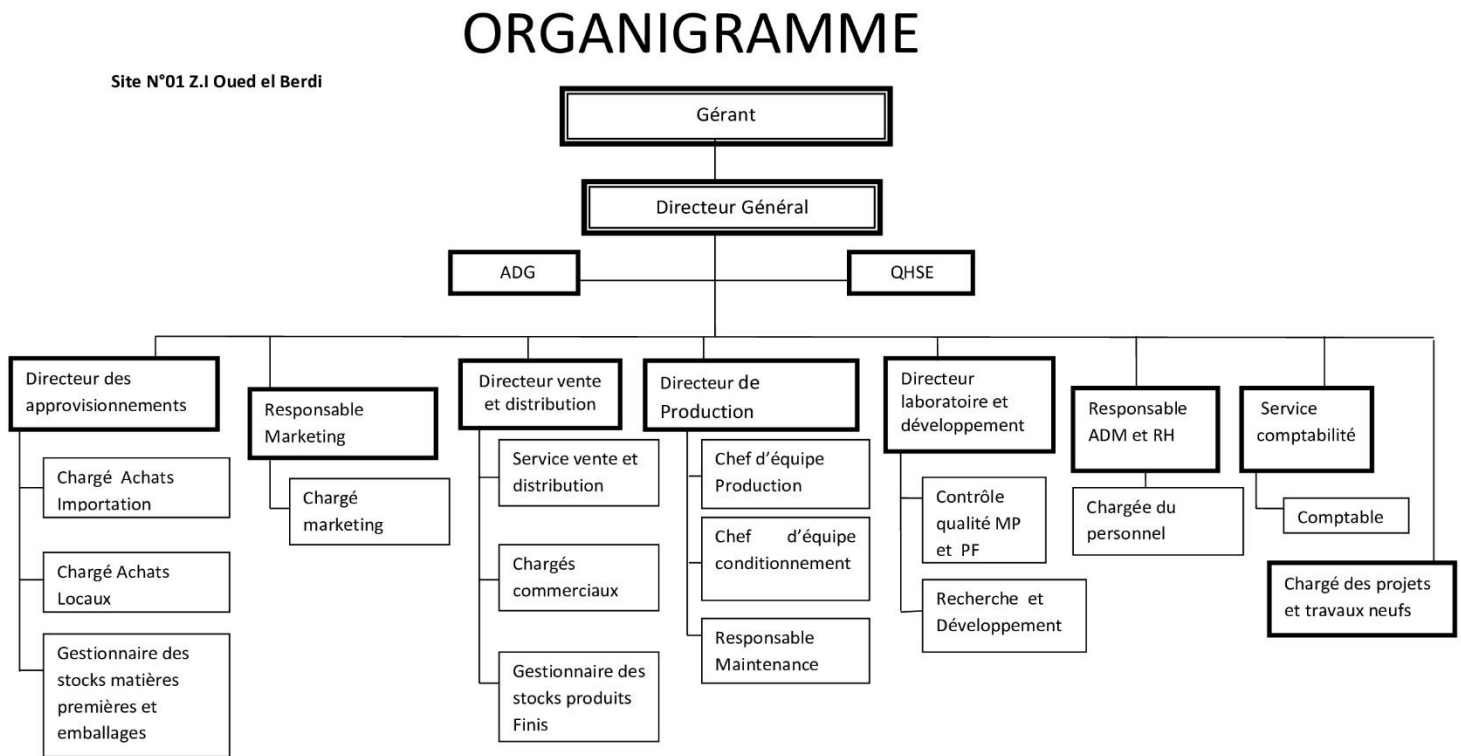 ORGANIGRAMME
Site N°01 Z.I Oued el Berdi
Gérant
Directeur Général
ADG
QHSE
Directeur des
approvisionnements
Chargé Achats
Importation
Chargé Achats
Locaux
Gestionnaire des
stocks matières
premières et
emballages
Responsable
Marketing
Chargé
marketing
Directeur vente
et distribution
Service vente et
distribution
Chargés
commerciaux
Gestionnaire des
stocks produits
Finis
Directeur de
Production
Chef d'équipe
Production
Chef d'équipe
conditionnement
Responsable
Maintenance
Directeur
laboratoire et
développement
Contrôle
qualité MP
et PF
Recherche et
Développement
Responsable
ADM et RH
Chargée du
personnel
Service
comptabilité
Comptable
Chargé des projets
et travaux neufs